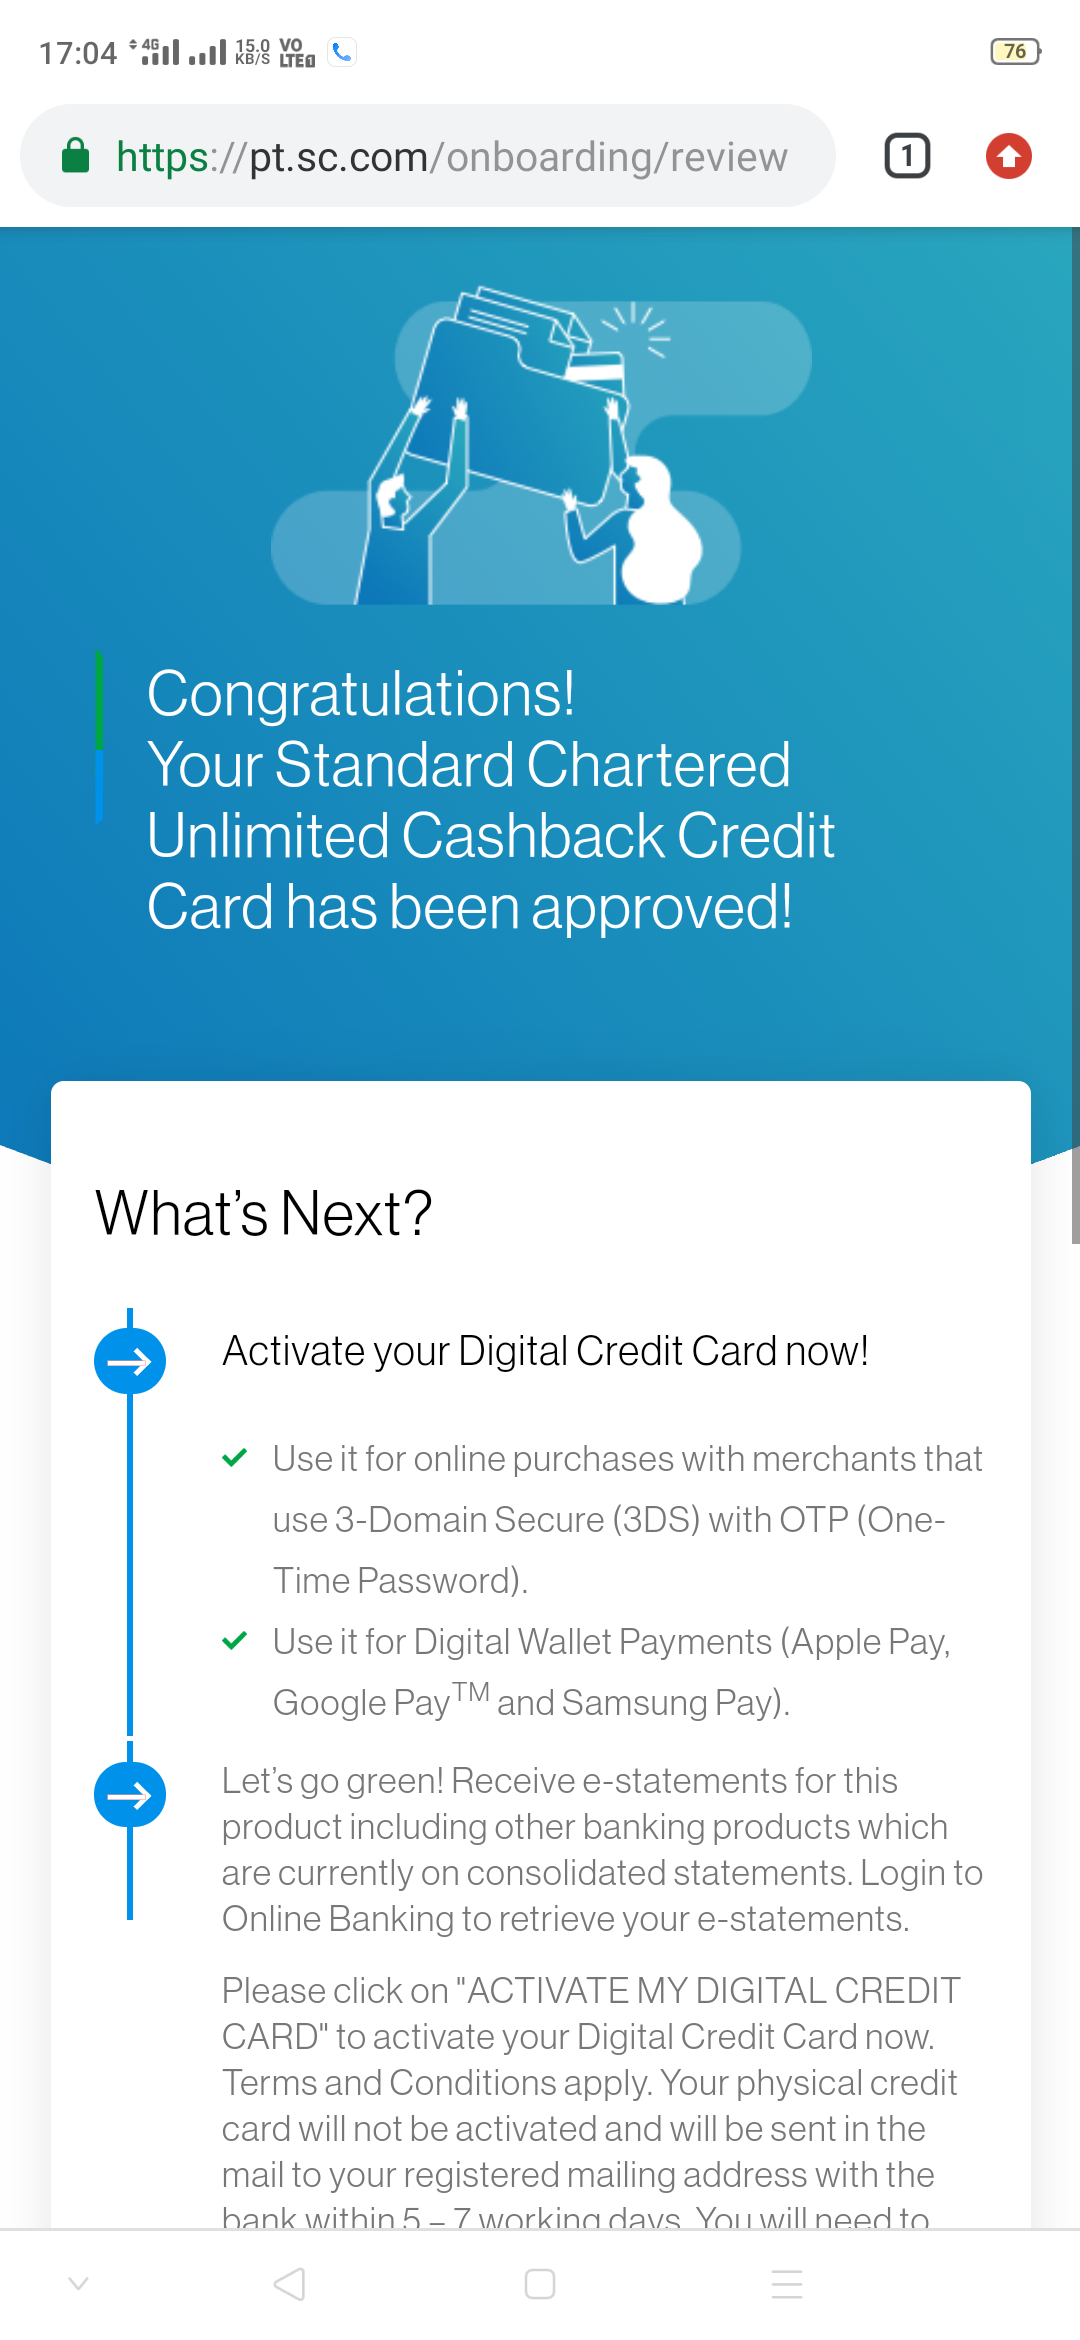 17:04 4G 15.0 KB/S VO LTE 76
https://pt.sc.com/onboarding/review 1
Congratulations!
Your Standard Chartered
Unlimited Cashback Credit
Card has been approved!
What's Next?
Activate your Digital Credit Card now!
Use it for online purchases with merchants that
use 3-Domain Secure (3DS) with OTP (One-
Time Password).
Use it for Digital Wallet Payments (Apple Pay,
Google Pay™ and Samsung Pay).
Let's go green! Receive e-statements for this
product including other banking products which
are currently on consolidated statements. Login to
Online Banking to retrieve your e-statements.
Please click on "ACTIVATE MY DIGITAL CREDIT
CARD" to activate your Digital Credit Card now.
Terms and Conditions apply. Your physical credit
card will not be activated and will be sent in the
mail to your registered mailing address with the
bank within 5 – 7 working days. You will need to